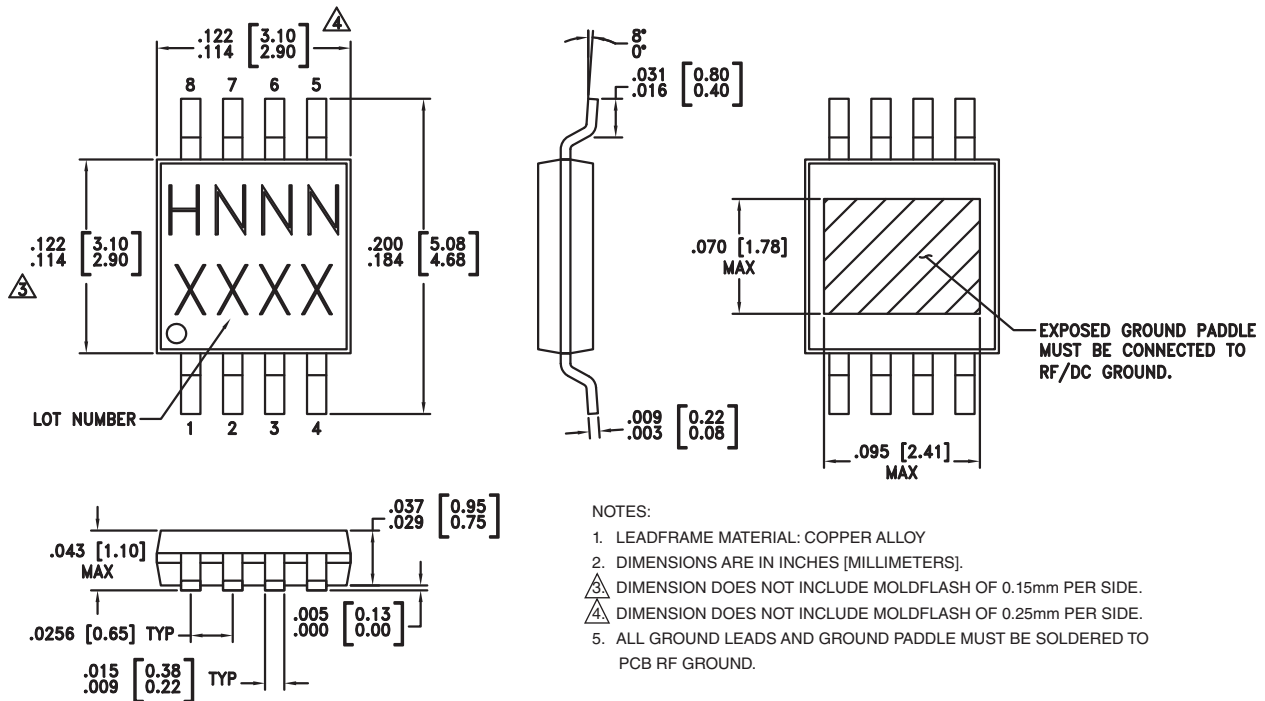 .122 [3.10]
.114 [2.90]
4
8 7 6 5
HNNN
XXXX
.122 [3.10]
.114 [2.90]
3
.200 [5.08]
.184 [4.68]
LOT NUMBER
1 2 3 4
8°
0°
.031 [0.80]
.016 [0.40]
.009 [0.22]
.003 [0.08]
.070 [1.78]
MAX
EXPOSED GROUND PADDLE
MUST BE CONNECTED TO
RF/DC GROUND.
.095 [2.41]
MAX
.037 [0.95]
.029 [0.75]
.043 [1.10]
MAX
.005 [0.13]
.000 [0.00]
.0256 [0.65] TYP
.015 [0.38]
.009 [0.22]
TYP
NOTES:
1. LEADFRAME MATERIAL: COPPER ALLOY
2. DIMENSIONS ARE IN INCHES [MILLIMETERS].
3. DIMENSION DOES NOT INCLUDE MOLDFLASH OF 0.15mm PER SIDE.
4. DIMENSION DOES NOT INCLUDE MOLDFLASH OF 0.25mm PER SIDE.
5. ALL GROUND LEADS AND GROUND PADDLE MUST BE SOLDERED TO
PCB RF GROUND.